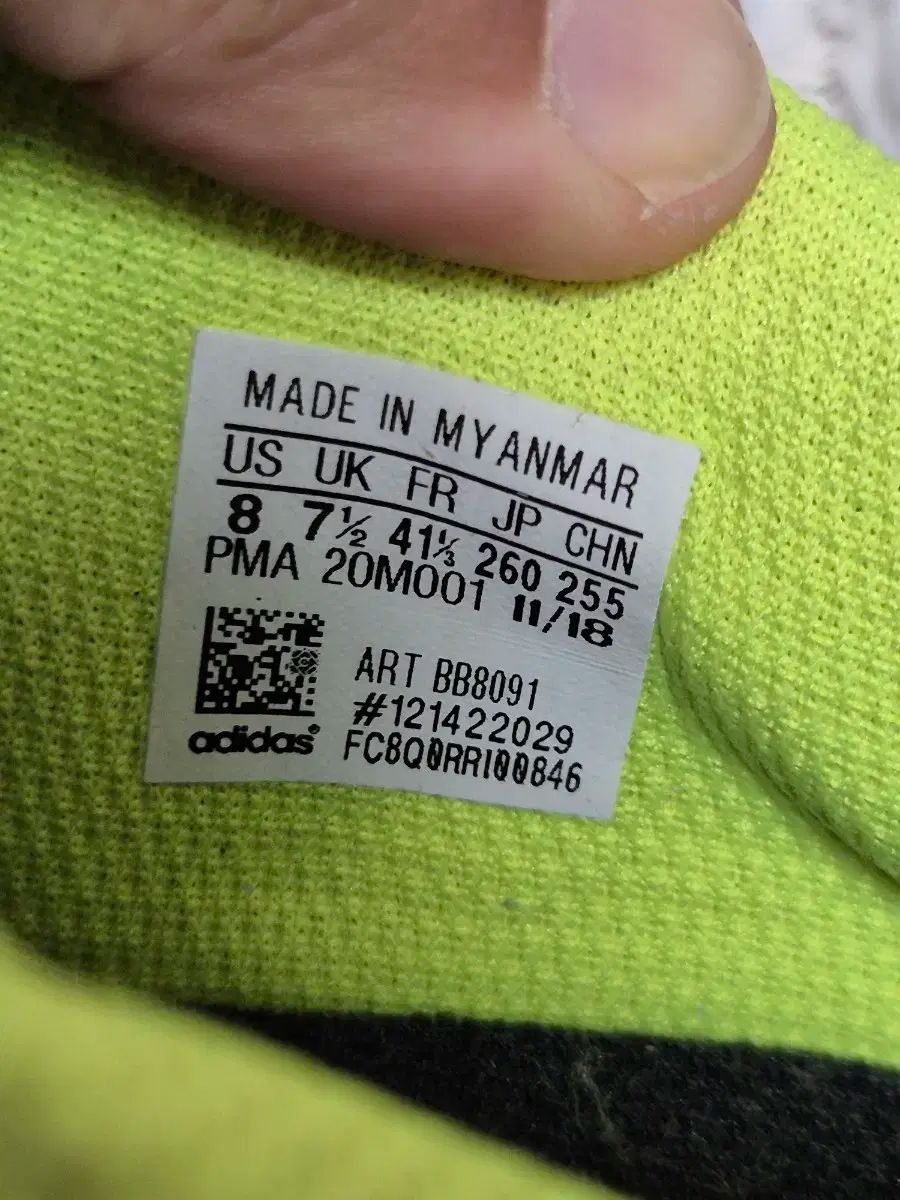 MADE IN MYANMAR
US UK FR JP CHN
8 7½ 41⅓ 260 255
PMA 20M001 11/18
ART BB8091
#121422029
FC8Q0RRI00846
adidas